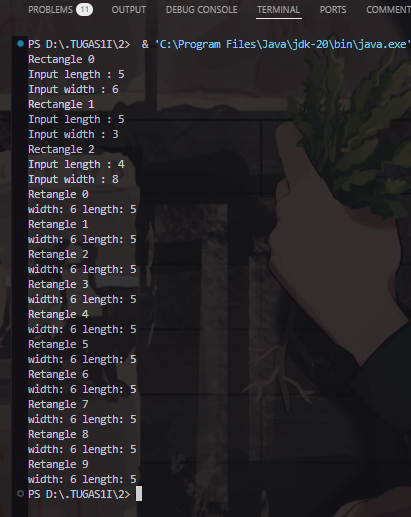 PROBLEMS 11 OUTPUT DEBUG CONSOLE TERMINAL PORTS COMMENT
PS D:\.TUGAS1I\2> & 'C:\Program Files\Java\jdk-20\bin\java.exe'
Rectangle 0
Input length : 5
Input width : 6
Rectangle 1
Input length : 5
Input width : 3
Rectangle 2
Input length : 4
Input width : 8
Retangle 0
width: 6 length: 5
Retangle 1
width: 6 length: 5
Retangle 2
width: 6 length: 5
Retangle 3
width: 6 length: 5
Retangle 4
width: 6 length: 5
Retangle 5
width: 6 length: 5
Retangle 6
width: 6 length: 5
Retangle 7
width: 6 length: 5
Retangle 8
width: 6 length: 5
Retangle 9
width: 6 length: 5
PS D:\.TUGAS1I\2>